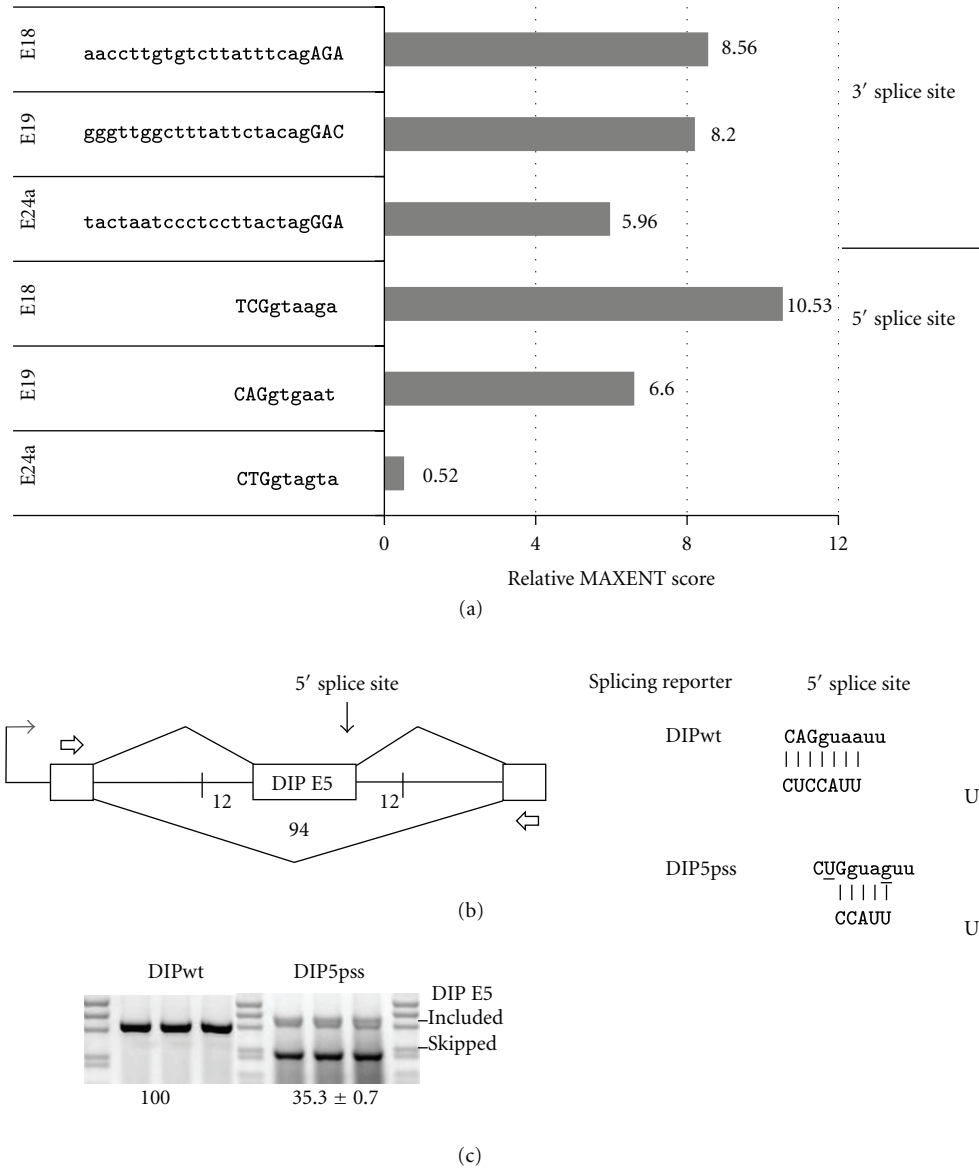 E18 aaccttgtgtcttatttcagAGA 8.56
3′ splice site
E19 gggttggctttattctacagGAC 8.2
E24a tactaatccctccttactagGGA 5.96
E18 TCGgtaaga 10.53
5′ splice site
E19 CAGgtgaat 6.6
E24a CTGgtagta 0.52
0 4 8 12
Relative MAXENT score
(a)
5′ splice site
DIP E5
12 12
94
(b)
Splicing reporter 5′ splice site
DIPwt CAGguaauu
CUCCAUU U
DIP5pss CUGguaguu
CCAUU U
DIPwt DIP5pss
DIP E5
Included
Skipped
100 35.3 ± 0.7
(c)